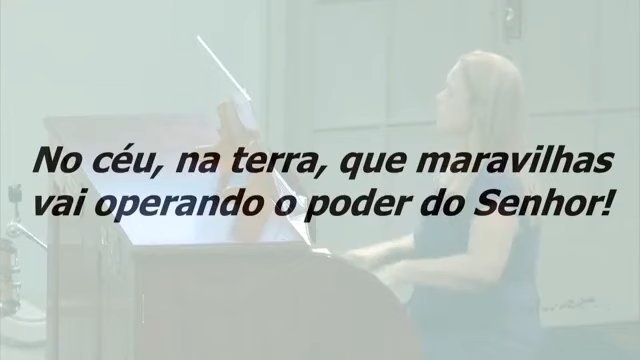 No céu, na terra, que maravilhas
vai operando o poder do Senhor!